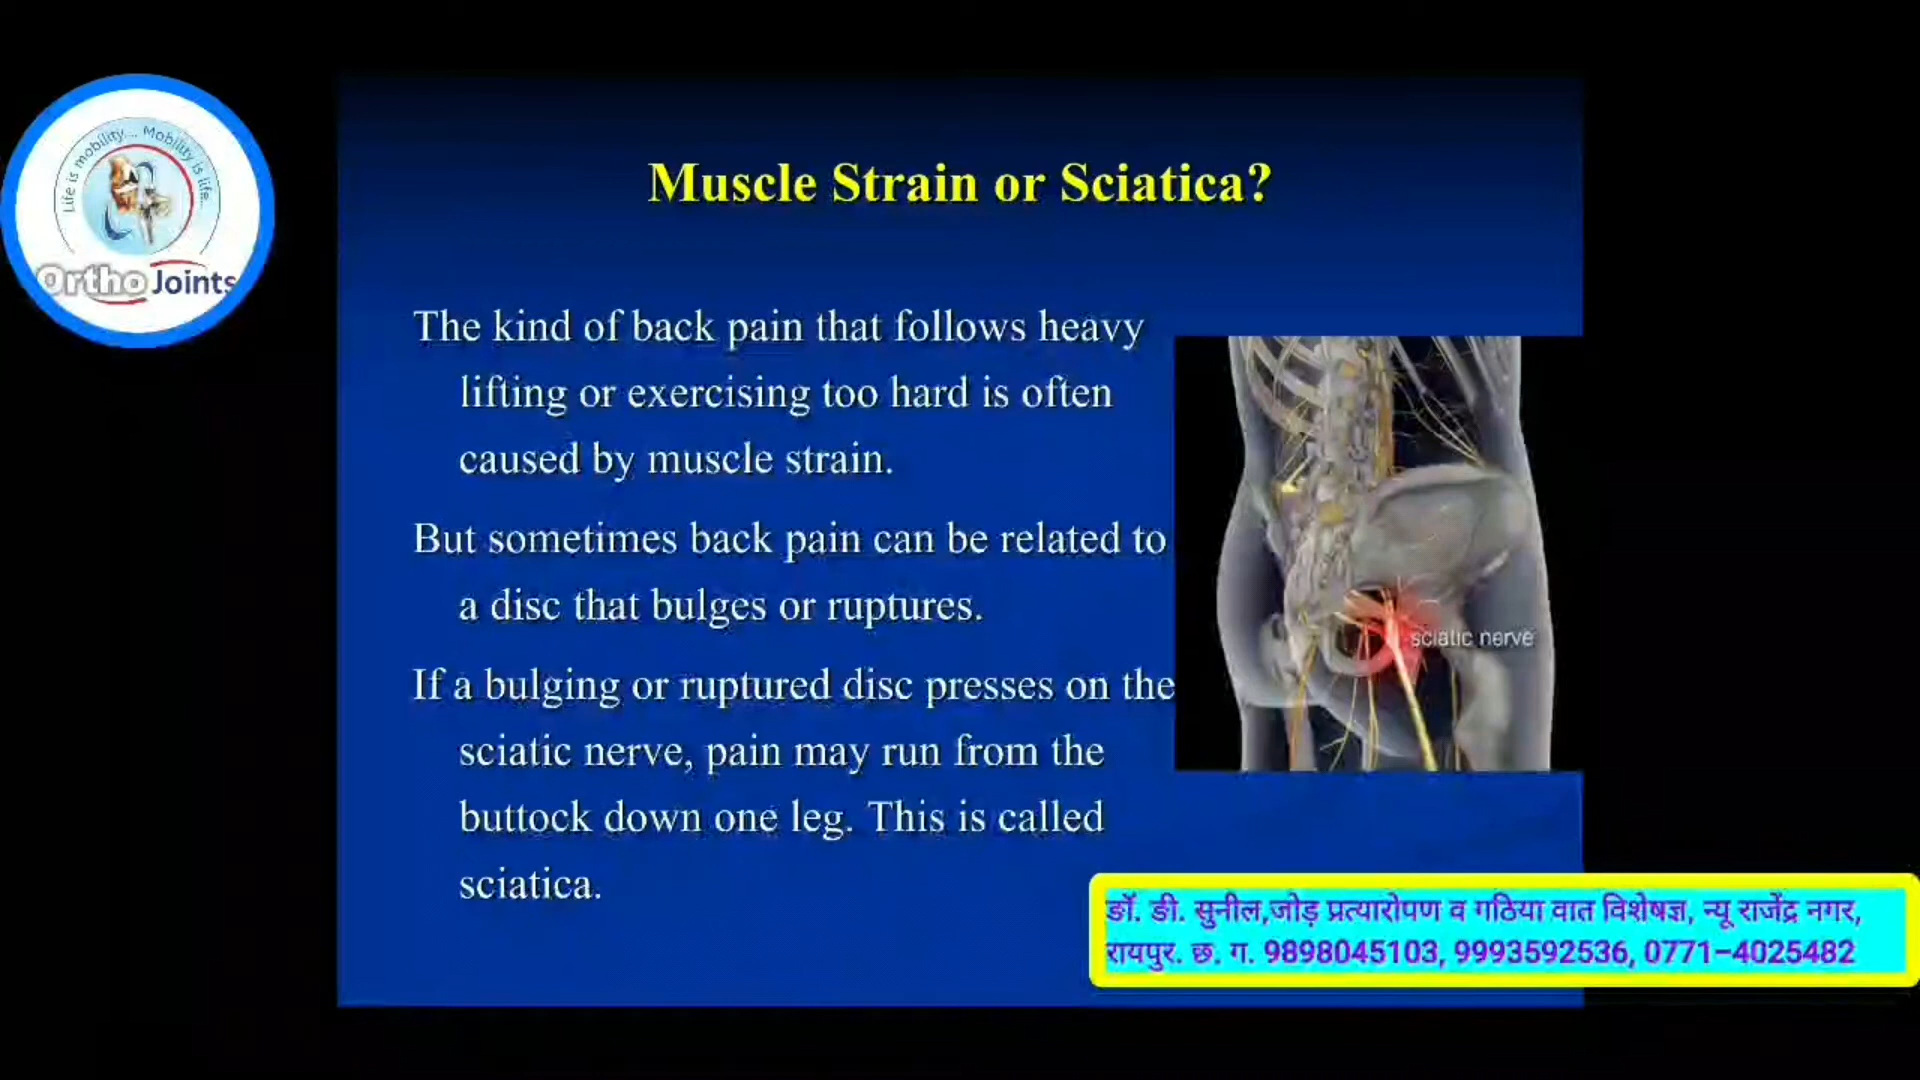 Life is mobility.... Mobility is life...
Ortho Joints
Muscle Strain or Sciatica?
The kind of back pain that follows heavy
lifting or exercising too hard is often
caused by muscle strain.
But sometimes back pain can be related to
a disc that bulges or ruptures.
If a bulging or ruptured disc presses on the
sciatic nerve, pain may run from the
buttock down one leg. This is called
sciatica.
sciatic nerve
डॉ. डी. सुनील,जोड़ प्रत्यारोपण व गठिया वात विशेषज्ञ, न्यू राजेंद्र नगर,
रायपुर. छ. ग. 9898045103, 9993592536, 0771-4025482